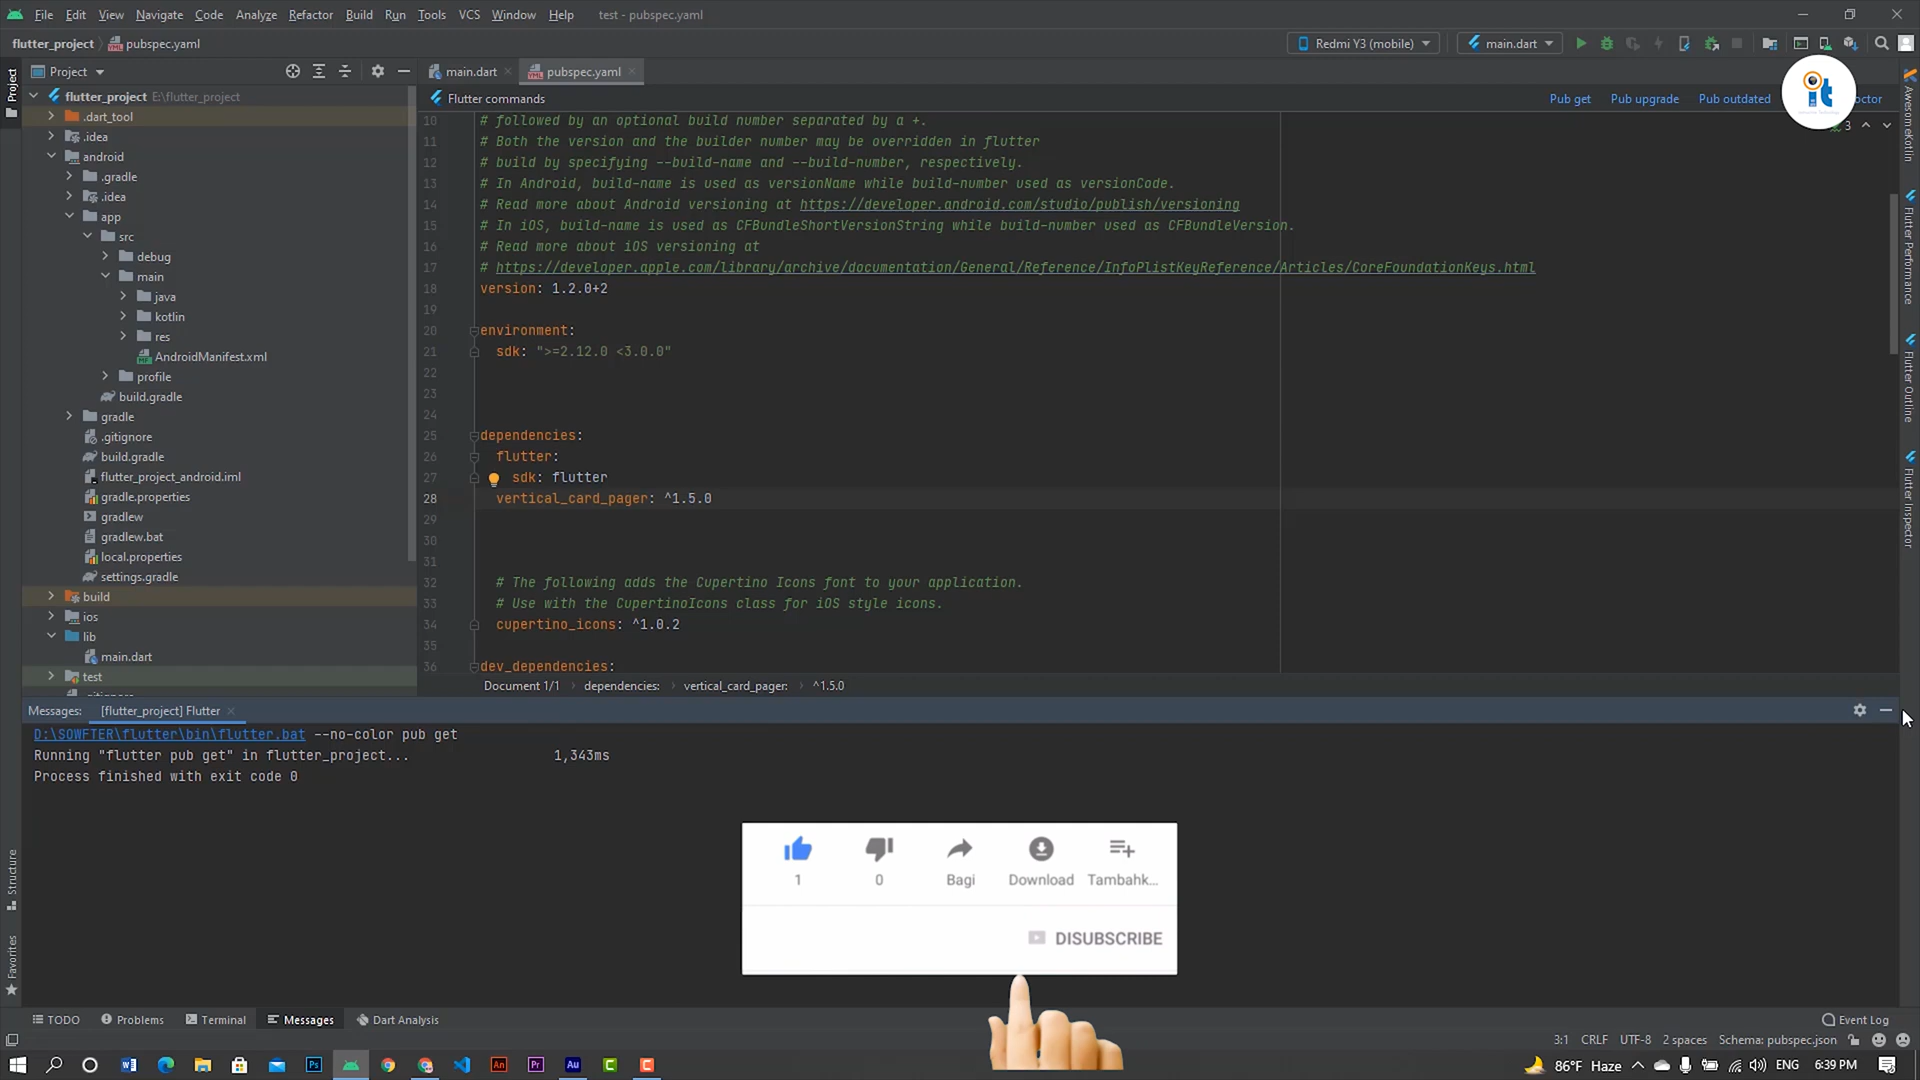 File Edit View Navigate Code Analyze Refactor Build Run Tools VCS Window Help test - pubspec.yaml
flutter_project pubspec.yaml Redmi Y3 (mobile) main.dart
Project main.dart pubspec.yaml
flutter_project E:\flutter_project
.dart_tool
.idea
android
.gradle
.idea
app
src
debug
main
java
kotlin
res
AndroidManifest.xml
profile
build.gradle
gradle
.gitignore
build.gradle
flutter_project_android.iml
gradle.properties
gradlew
gradlew.bat
local.properties
settings.gradle
build
ios
lib
main.dart
test
Project
Structure
Favorites
Flutter commands Pub get Pub upgrade Pub outdated
it
3
10 # followed by an optional build number separated by a +.
11 # Both the version and the builder number may be overridden in flutter
12 # build by specifying --build-name and --build-number, respectively.
13 # In Android, build-name is used as versionName while build-number used as versionCode.
14 # Read more about Android versioning at https://developer.android.com/studio/publish/versioning
15 # In iOS, build-name is used as CFBundleShortVersionString while build-number used as CFBundleVersion.
16 # Read more about iOS versioning at
17 # https://developer.apple.com/library/archive/documentation/General/Reference/InfoPlistKeyReference/Articles/CoreFoundationKeys.html
18 version: 1.2.0+2
19
20 environment:
21 sdk: ">=2.12.0 <3.0.0"
22
23
24
25 dependencies:
26 flutter:
27 sdk: flutter
28 vertical_card_pager: ^1.5.0
29
30
31
32 # The following adds the Cupertino Icons font to your application.
33 # Use with the CupertinoIcons class for iOS style icons.
34 cupertino_icons: ^1.0.2
35
36 dev_dependencies:
Document 1/1 dependencies: vertical_card_pager: ^1.5.0
AwesomeKotlin
Flutter Performance
Flutter Outline
Flutter Inspector
Messages: [flutter_project] Flutter
D:\SOWFTER\flutter\bin\flutter.bat --no-color pub get
Running "flutter pub get" in flutter_project... 1,343ms
Process finished with exit code 0
1 0 Bagi Download Tambahk...
DISUBSCRIBE
TODO Problems Terminal Messages Dart Analysis Event Log
3:1 CRLF UTF-8 2 spaces Schema: pubspec.json
86°F Haze ENG 6:39 PM